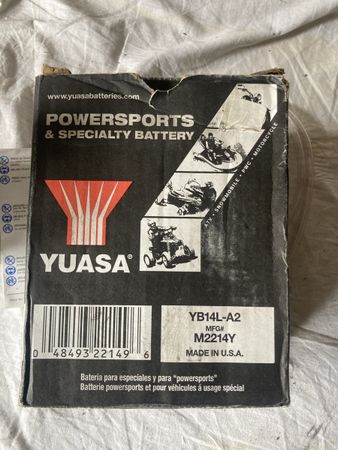 www.yuasabatteries.com
POWERSPORTS
& SPECIALTY BATTERY
ATV • SNOWMOBILE • PWC • MOTORCYCLE
YUASA®
YB14L-A2
MFG#
M2214Y
MADE IN U.S.A.
0 48493 22149 6
Bateria para especiales y para "powersports"
Batterie powersports et pour véhicules á usage spécial